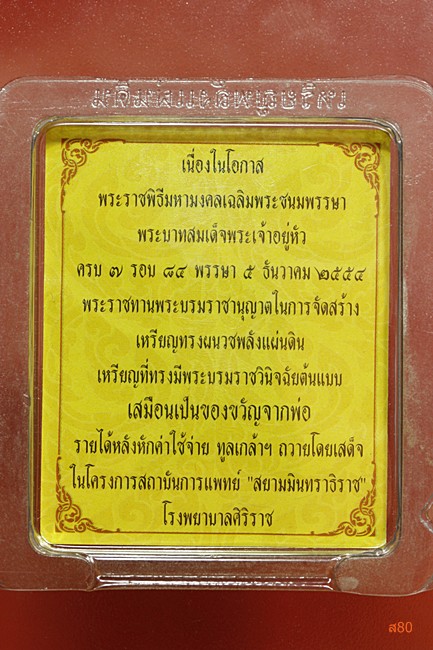 เนื่องในโอกาส
พระราชพิธีมหามงคลเฉลิมพระชนมพรรษา
พระบาทสมเด็จพระเจ้าอยู่หัว
ครบ ๗ รอบ ๘๔ พรรษา ๕ ธันวาคม ๒๕๕๔
พระราชทานพระบรมราชานุญาตในการจัดสร้าง
เหรียญทรงผนวชพลังแผ่นดิน
เหรียญที่ทรงมีพระบรมราชวินิจฉัยต้นแบบ
เสมือนเป็นของขวัญจากพ่อ
รายได้หลังหักค่าใช้จ่าย ทูลเกล้าฯ ถวายโดยเสด็จ
ในโครงการสถาบันการแพทย์ "สยามมินทราธิราช"
โรงพยาบาลศิริราช
ส80